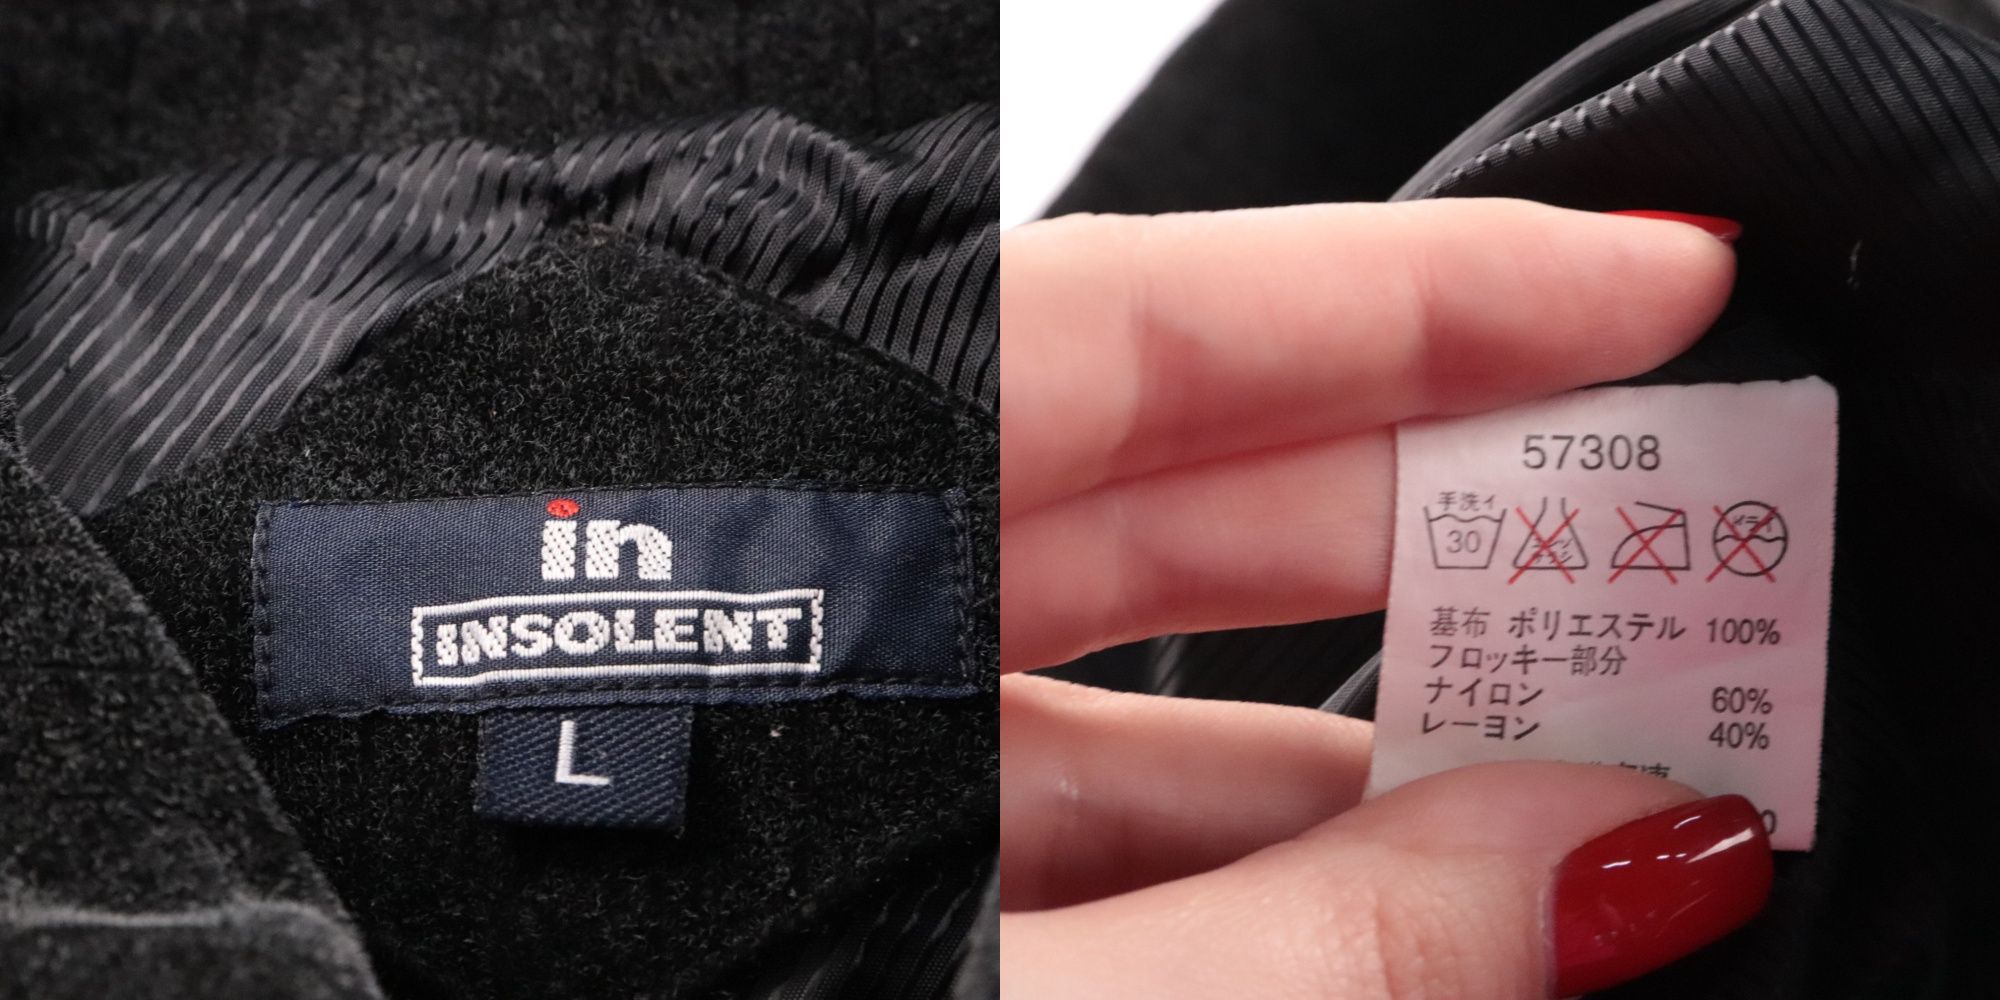 in
INSOLENT
L
57308
手洗イ
30
基布 ポリエステル 100%
フロッキー部分
ナイロン 60%
レーヨン 40%